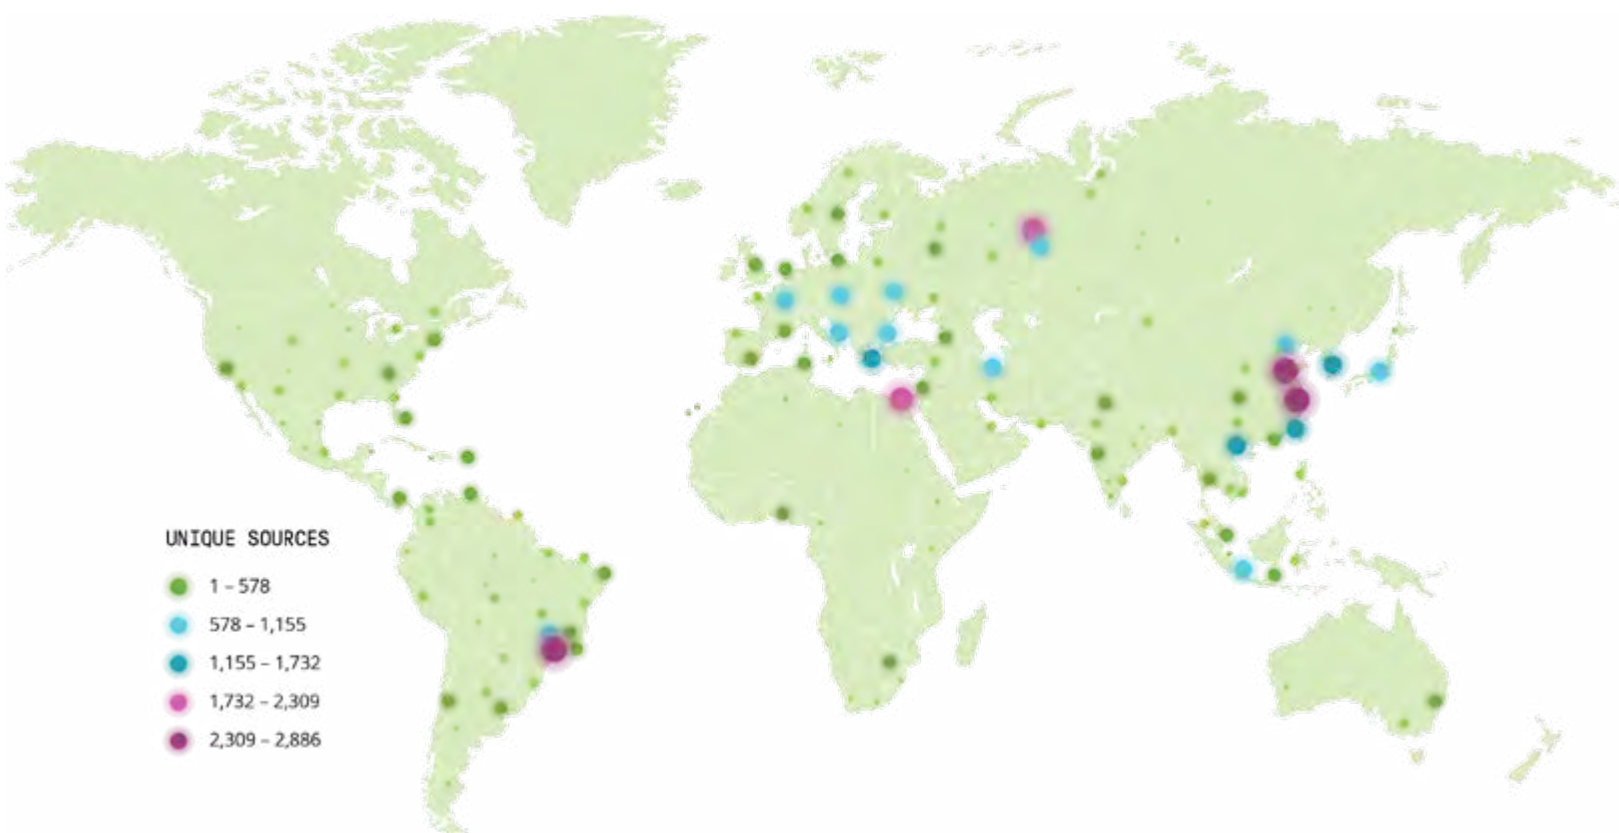 UNIQUE SOURCES
1 – 578
578 – 1,155
1,155 – 1,732
1,732 – 2,309
2,309 – 2,886